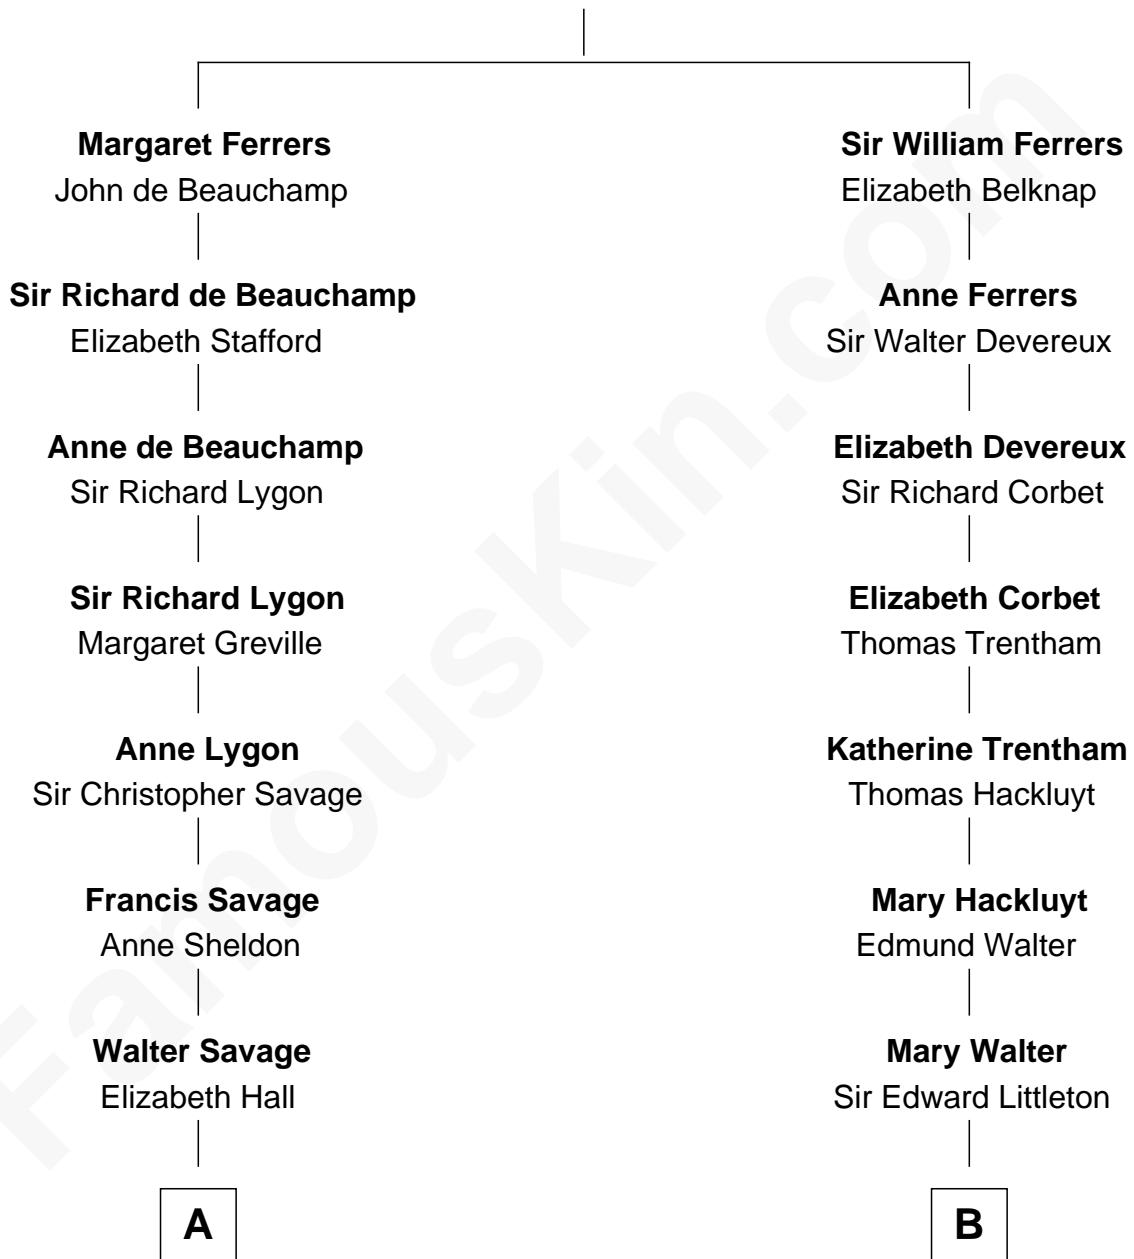 Margaret Ferrers
John de Beauchamp
Sir Richard de Beauchamp
Elizabeth Stafford
Anne de Beauchamp
Sir Richard Lygon
Sir Richard Lygon
Margaret Greville
Anne Lygon
Sir Christopher Savage
Francis Savage
Anne Sheldon
Walter Savage
Elizabeth Hall
A
Sir William Ferrers
Elizabeth Belknap
Anne Ferrers
Sir Walter Devereux
Elizabeth Devereux
Sir Richard Corbet
Elizabeth Corbet
Thomas Trentham
Katherine Trentham
Thomas Hackluyt
Mary Hackluyt
Edmund Walter
Mary Walter
Sir Edward Littleton
B
FamousKin.com